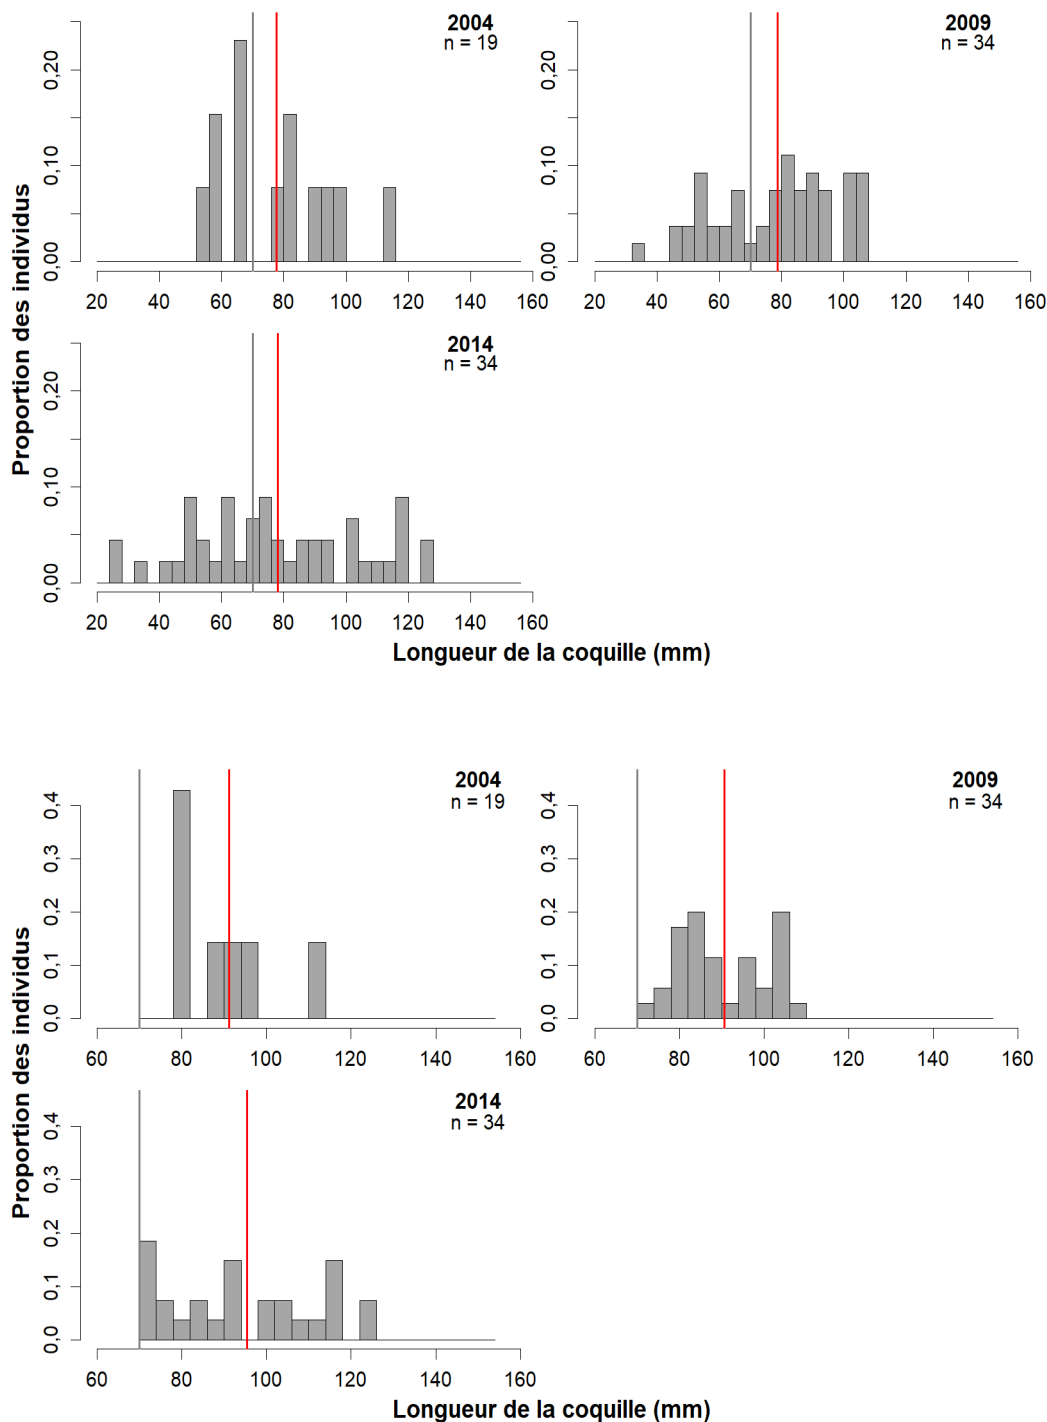 2004
n = 19
0,00 0,10 0,20
20 40 60 80 100 120 140 160
2009
n = 34
0,00 0,10 0,20
20 40 60 80 100 120 140 160
2014
n = 34
0,00 0,10 0,20
20 40 60 80 100 120 140 160
Proportion des individus
Longueur de la coquille (mm)
2004
n = 19
0,0 0,1 0,2 0,3 0,4
60 80 100 120 140 160
2009
n = 34
0,0 0,1 0,2 0,3 0,4
60 80 100 120 140 160
2014
n = 34
0,0 0,1 0,2 0,3 0,4
60 80 100 120 140 160
Proportion des individus
Longueur de la coquille (mm)